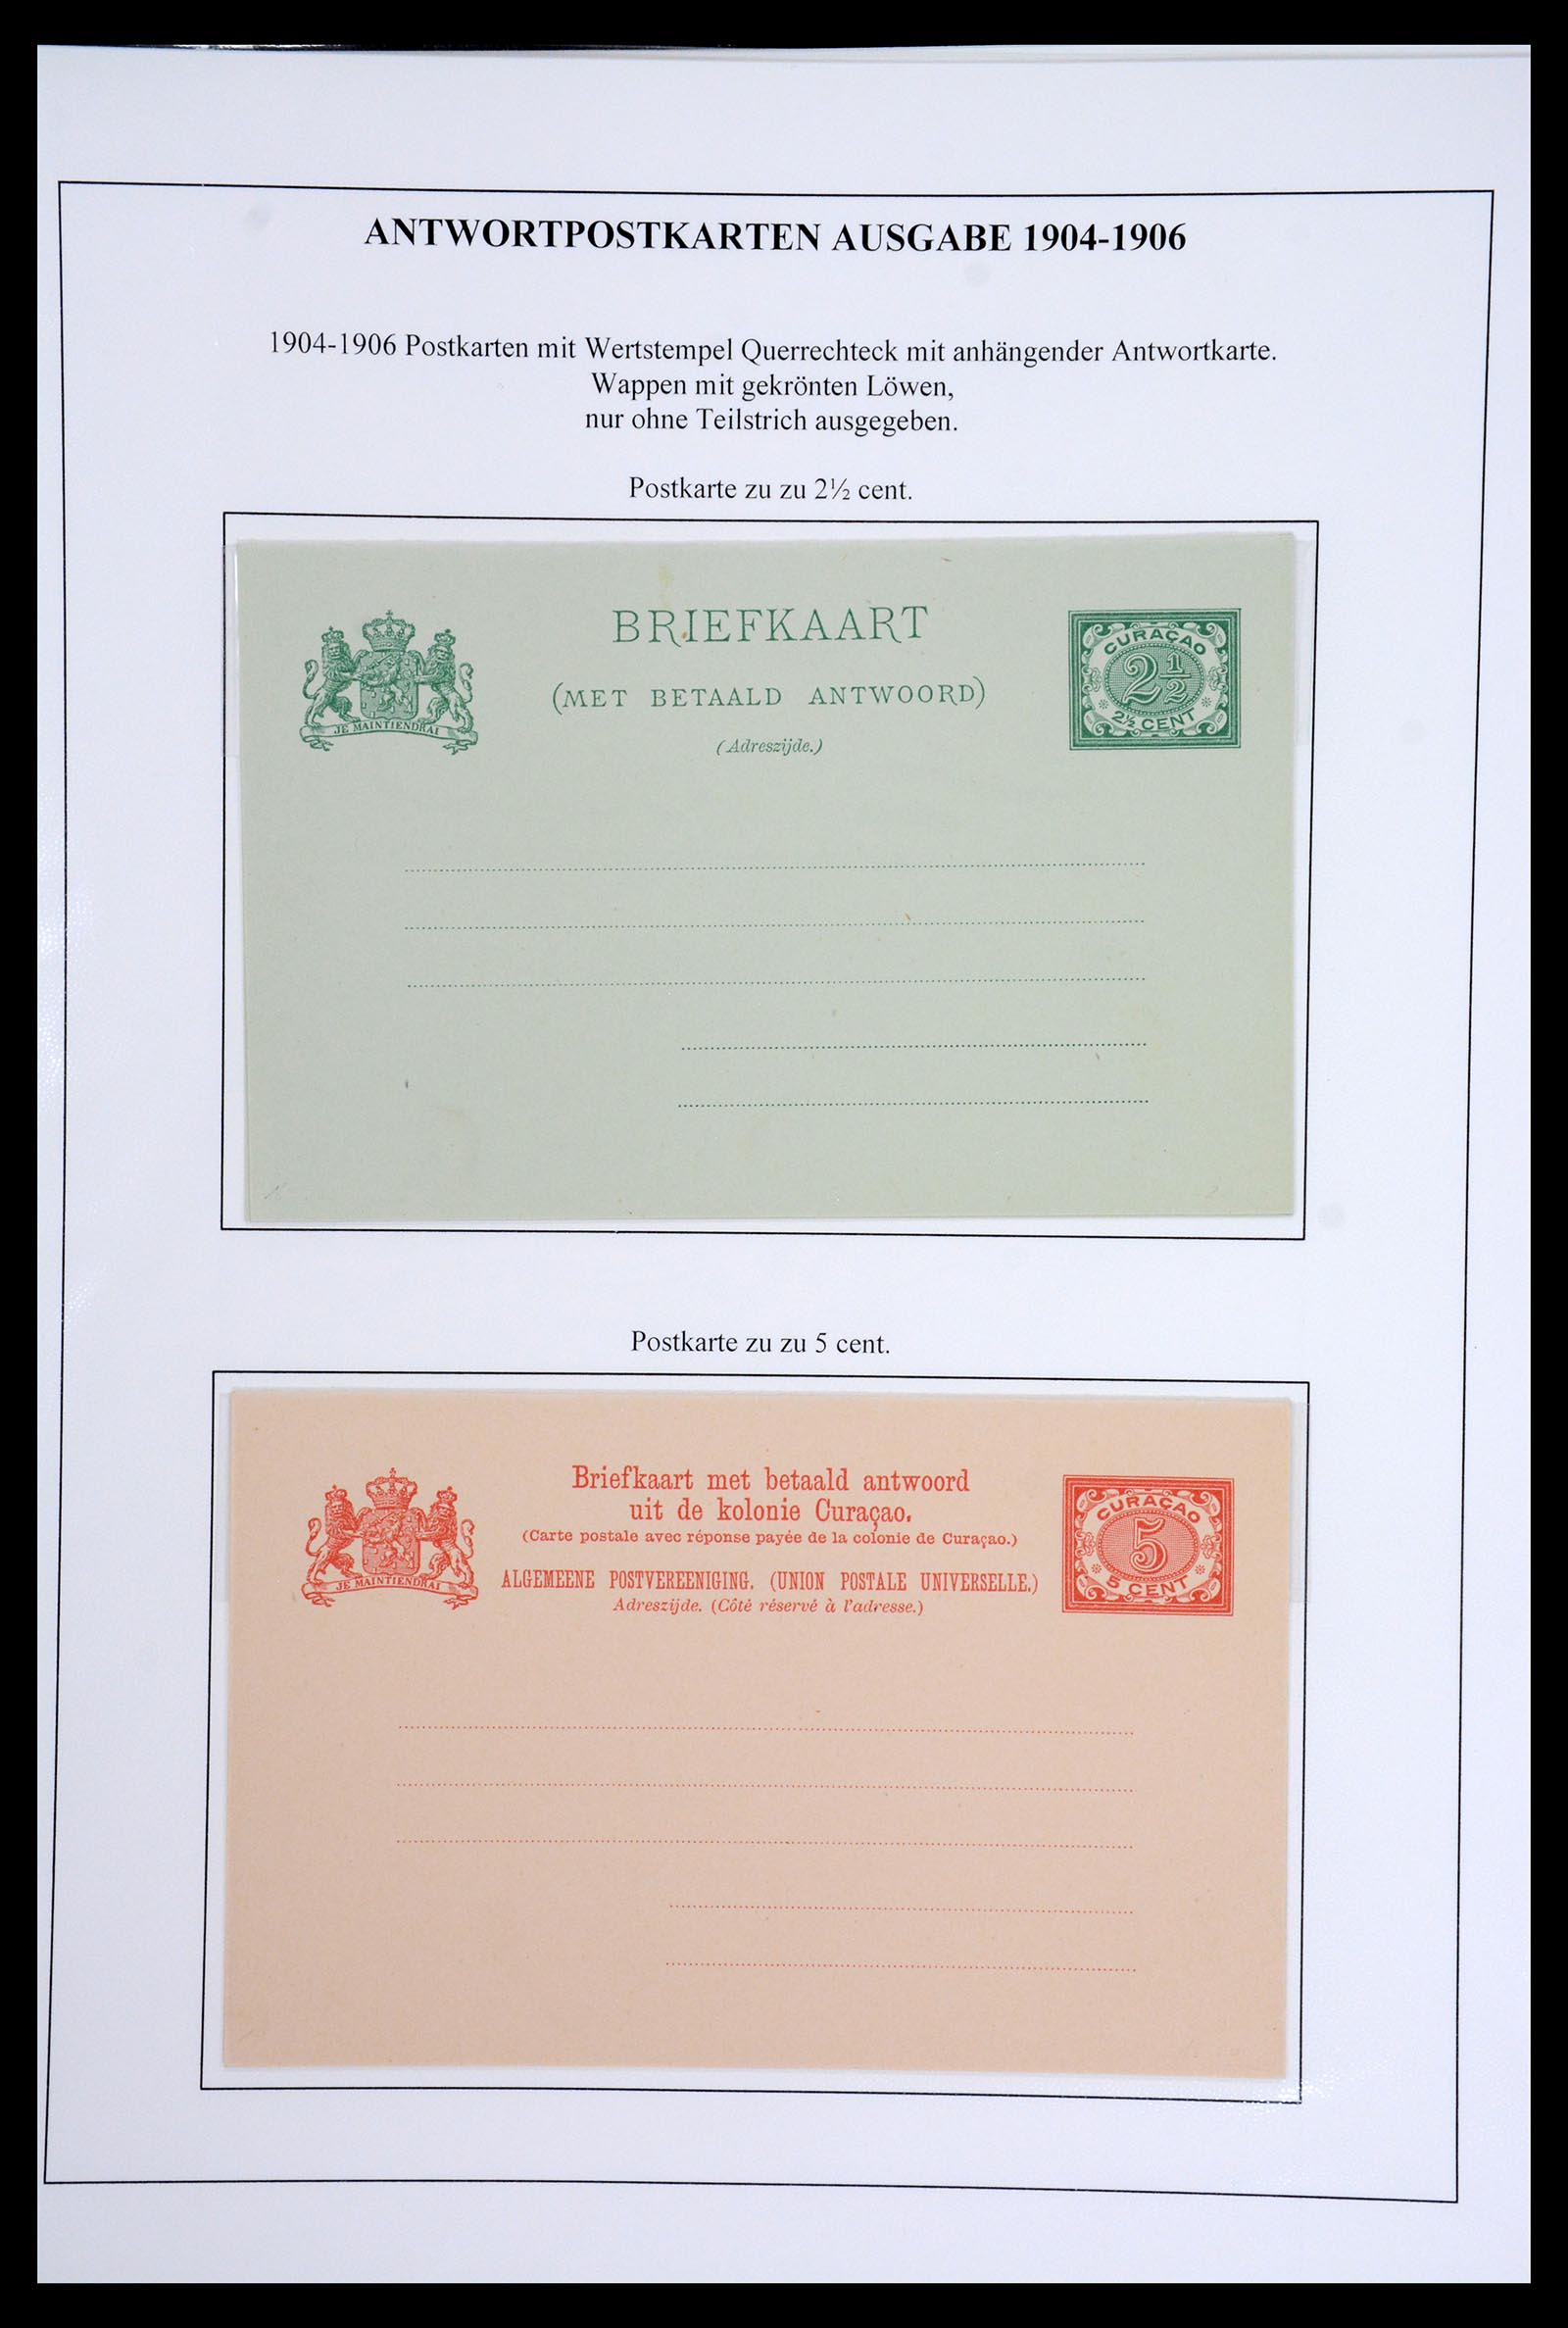 ANTWORTPOSTKARTEN AUSGABE 1904-1906
1904-1906 Postkarten mit Wertstempel Querrechteck mit anhängender Antwortkarte.
Wappen mit gekrönten Löwen,
nur ohne Teilstrich ausgegeben.
Postkarte zu zu 2½ cent.
BRIEFKAART
(MET BETAALD ANTWOORD)
(Adreszijde.)
JE MAINTIENDRAI
CURAÇAO
2½
2½ CENT
Postkarte zu zu 5 cent.
Briefkaart met betaald antwoord
uit de kolonie Curaçao.
(Carte postale avec réponse payée de la colonie de Curaçao.)
ALGEMEENE POSTVEREENIGING. (UNION POSTALE UNIVERSELLE.)
Adreszijde. (Côté réservé à l'adresse.)
JE MAINTIENDRAI
CURAÇAO
5
5 CENT